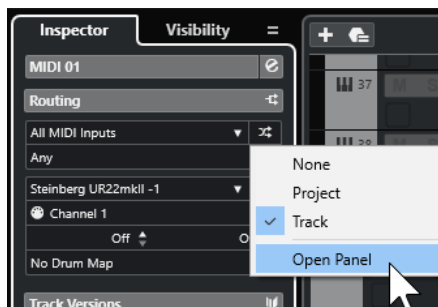 Inspector
Visibility
MIDI 01
Routing
All MIDI Inputs
Any
Steinberg UR22mkII -1
Channel 1
Off
No Drum Map
Track Versions
37
M S
38
None
Project
Track
Open Panel